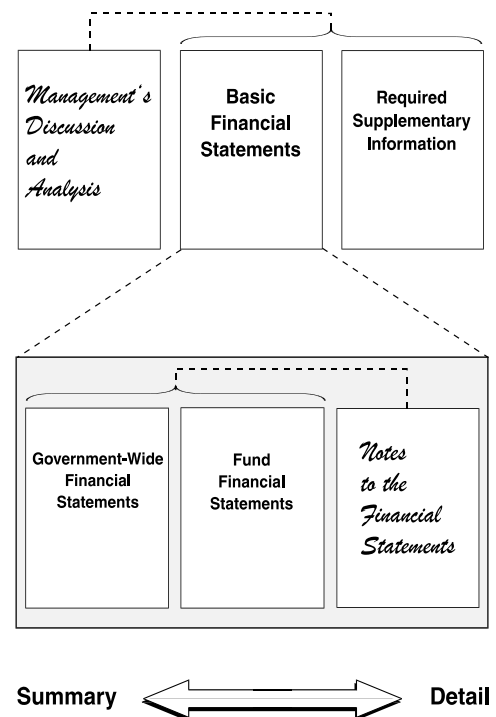 Management's
Discussion
and
Analysis
Basic
Financial
Statements
Required
Supplementary
Information
Government-Wide
Financial
Statements
Fund
Financial
Statements
Notes
to the
Financial
Statements
Summary
Detail